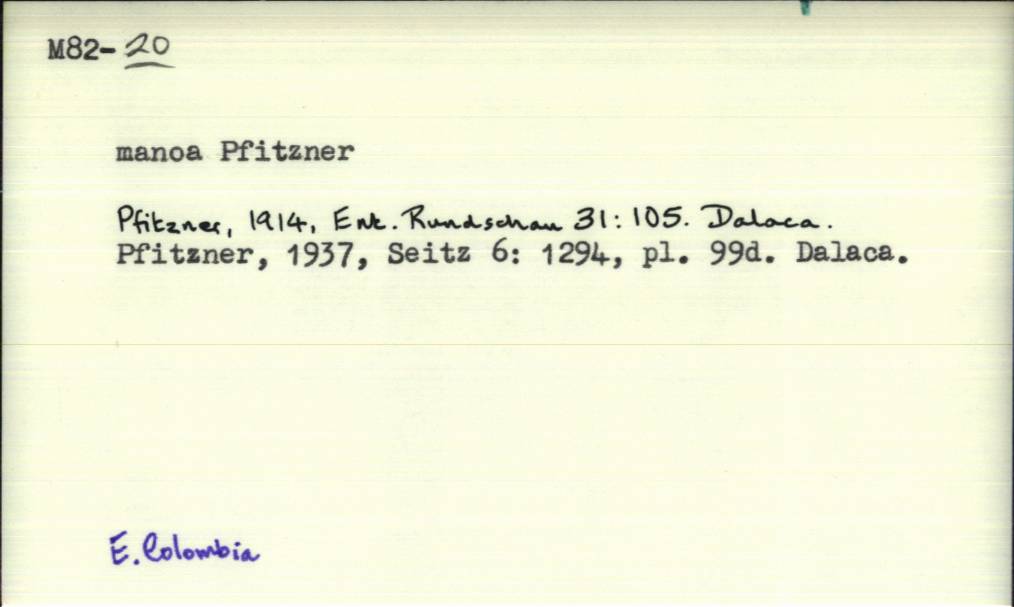 M82-20
manoa Pfitzner
Pfitzner, 1914, Ent. Rundschau 31: 105. Dalaca.
Pfitzner, 1937, Seitz 6: 1294, pl. 99d. Dalaca.
E. Colombia